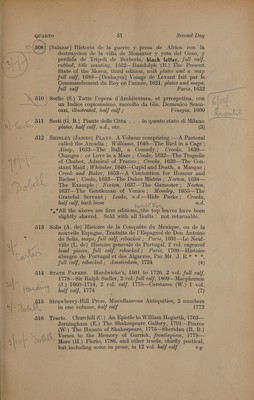 QUARTO 51 Second Day
508 [Salazar] Historia de la guerra y presa de Africa con la
destruycion de la villa de Monazter y ysla del Gozo, y
perdida de Tripoli de Berberia, black letter, half calf,
rubbed, title wanting, 1552—Randolph (B.) The Present
State of the Morea, third edition, with plate and a map
full calf, 1689—[Deshayes] Voiage de Levant fait par le
Commandement du Roy en l'année, 1621, plates and maps,
full calf Paris, 1632
510 Serlio (S.) Tutte l'opere d'Architettura, et prospetiva, con
un Indice copiosissimo, raccolto da Gio. Domenico Scamozzi,
illustrated, half calf ; Vinegia, 1600
511 Sesti (G. B.) Piante delle Citta . . . in questo stato di Milano
plates, half calf, n.d., etc. (3)
512 SHIRLEY (JAMES) PLAYS. A Volume comprising :—A Pastoral
called the Arcadia ; Williams, 1640—The Bird in a Cage ;
Alsop, 1633—The Ball, a Comedy ; Crooke, 1639—
Changes : or Love in a Maze ; Cooke, 1632—The Tragedie
of Chabot, Admiral of France ; Crooke, 1639—The Constant
Maid ; Whitaker, 1640—Cupid and Death, a Masque ;
Crook and Baker, 1653—A Contention for Honour and
Riches ; Cooke, 1633—The Dukes Mistris ; Norton, 1638—
The Example ; Norton, 1637—The Gamester ; Norton,
1637—The Gentleman of Venice ; Moseley, 1655—The
Grateful Servant ; Leake, n.d.—Hide Parke ; Crooke,
half calf, back loose n.d.
*⁎* All the above are first editions, the top leaves have been
slightly shaved. Sold with all faults : not returnable.
513 Solis (A. de) Histoire de la Conquête du Mexique, ou de la
nouvelle Espagne, Traduite de l'Espagnol de Don Antoine
de Solis, maps, full calf, rebacked ; Paris, 1691—La Neufville
(L. de) Histoire générale de Portugal, 2 vol. engraved
head pieces, full calf, rebacked ; Paris, 1700—Histoire
abregée de Portugal et des Algarves, Par Mr. J. B. * * *,
full calf, rebacked ; Amsterdam, 1724 (4)
514 STATE PAPERS. Hardwicke's, 1501 to 1726, 2 vol. full calf,
1778—Sir Ralph Sadler, 2 vol. full calf, 1809—Macpherson
(J.) 1660-1714, 2 vol. calf, 1775—Carstares (W.) 1 vol.
half calf, 1774 (7)
515 Strawberry-Hill Press, Miscellaneous Antiquities, 2 numbers
in one volume, half calf 1772
516 Tracts. Churchill (C.) An Epistle to William Hogarth, 1763—
Jerningham (E.) The Shakespeare Gallery, 1791—Pearce
(W.) The Haunts of Shakespeare, 1775—Sheridan (R. B.)
Verses to the Memory of Garrick, frontispiece, 1779—
More (H.) Florio, 1786, and other tracts, chiefly poetical,
but including some in prose, in 12 vol. half calf v.y.